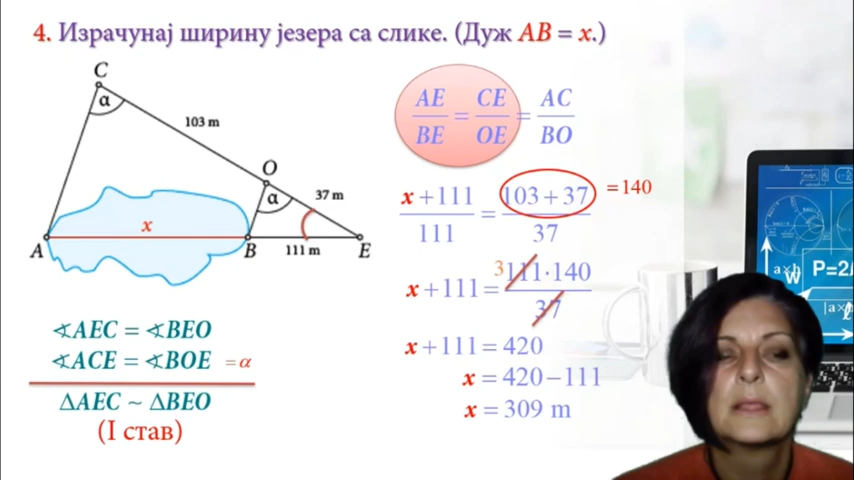 4. Израчунај ширину језера са слике. (Дуж AB = x.)
C
α
103 m
O
α
37 m
x
A
B
111 m
E
∢AEC = ∢BEO
∢ACE = ∢BOE = α
ΔAEC ~ ΔBEO
(I став)
AE/BE = CE/OE = AC/BO
x + 111/111 = 103 + 37/37 = 140
x + 111 = 3 111·140/37
x + 111 = 420
x = 420 − 111
x = 309 m
a×b
W
P=2